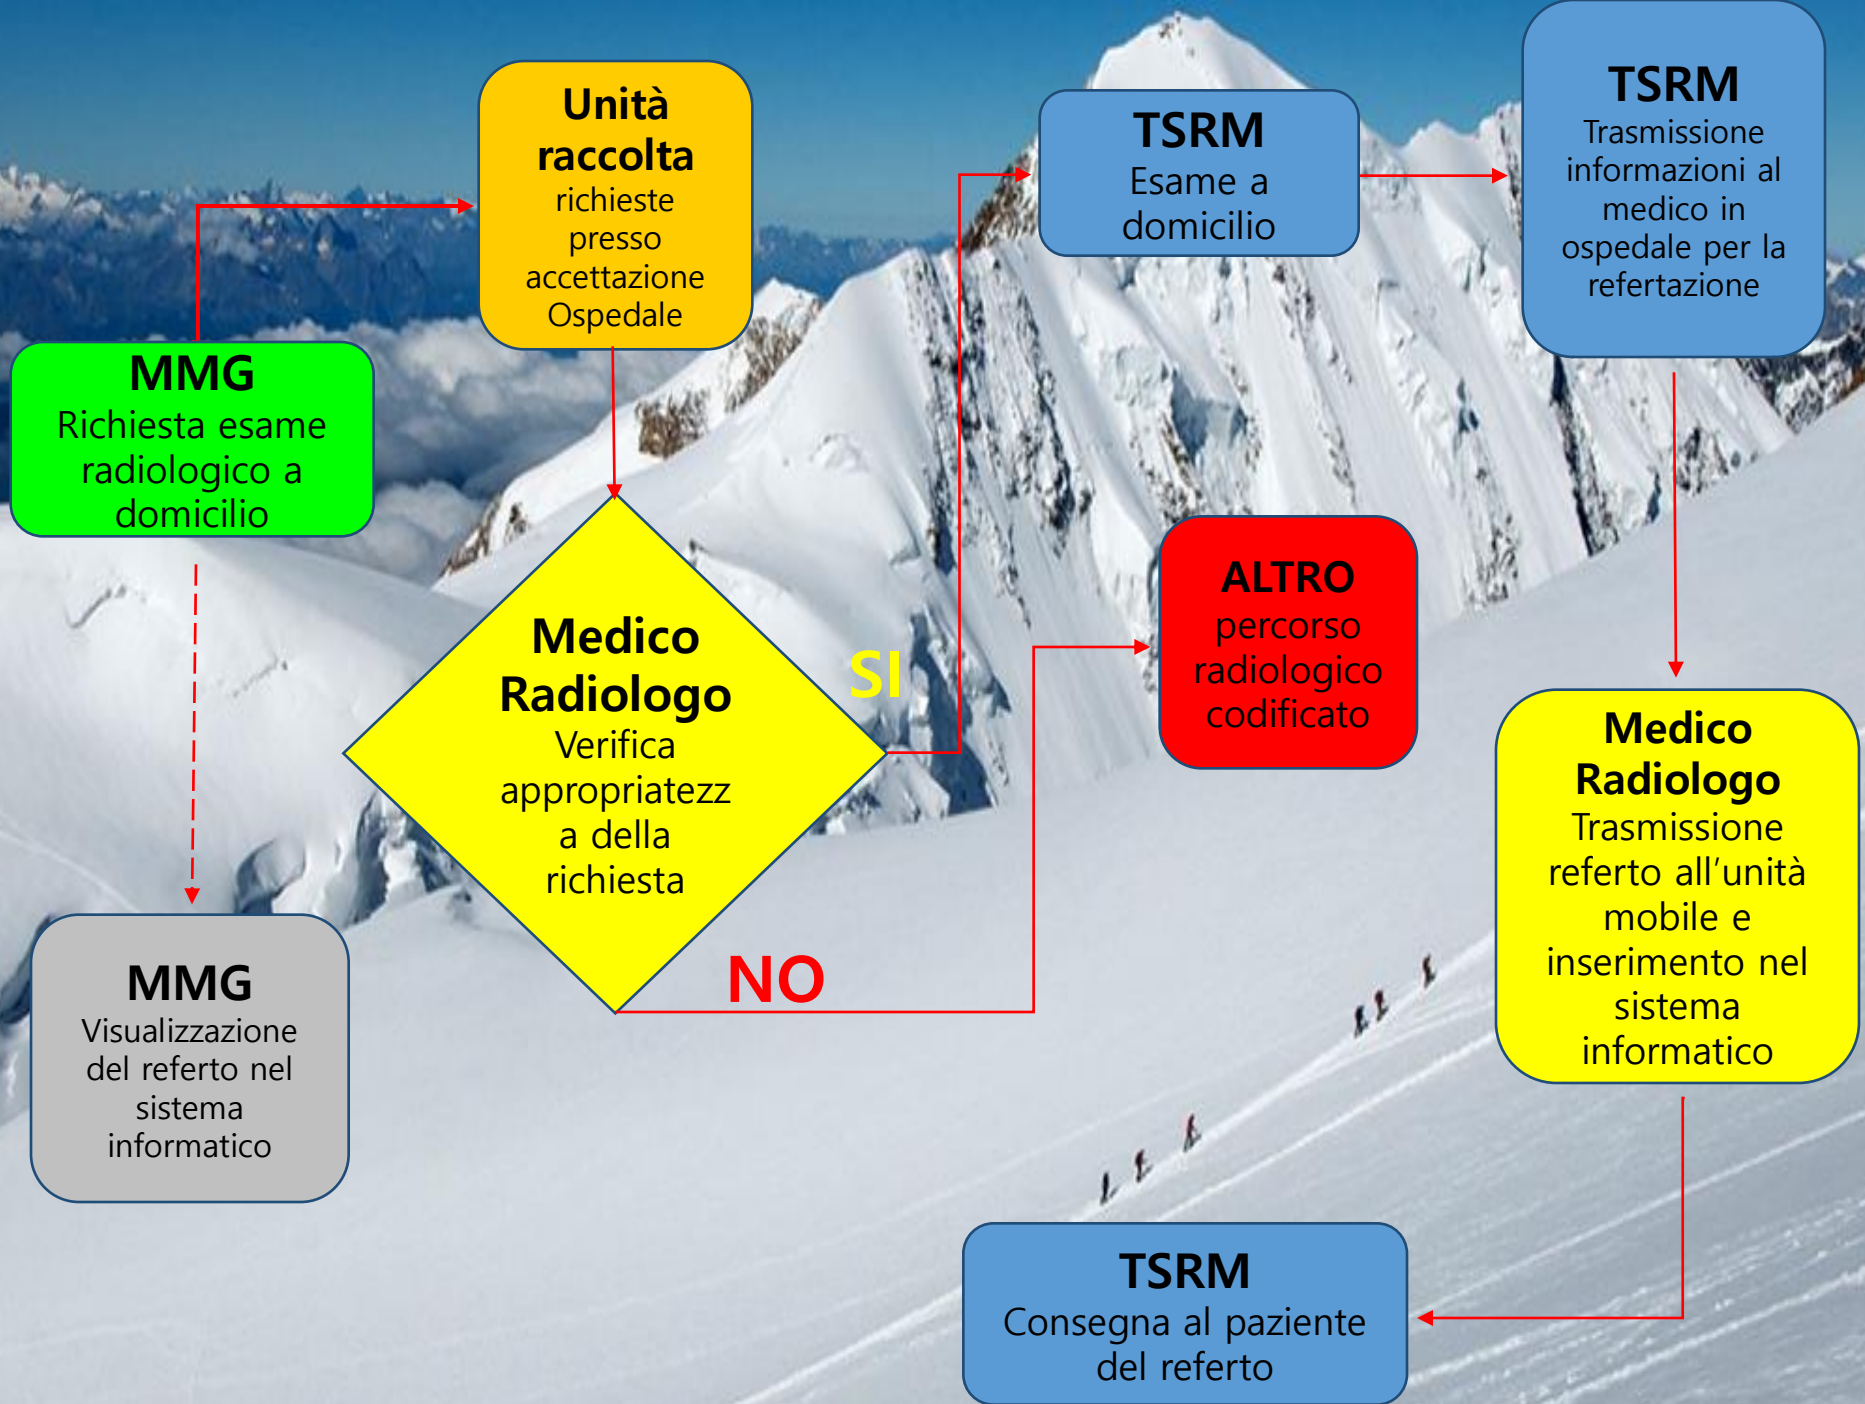 MMG
Richiesta esame
radiologico a
domicilio
Unità
raccolta
richieste
presso
accettazione
Ospedale
Medico
Radiologo
Verifica
appropriatezz
a della
richiesta
SI
TSRM
Esame a
domicilio
TSRM
Trasmissione
informazioni al
medico in
ospedale per la
refertazione
NO
ALTRO
percorso
radiologico
codificato
Medico
Radiologo
Trasmissione
referto all’unità
mobile e
inserimento nel
sistema
informatico
TSRM
Consegna al paziente
del referto
MMG
Visualizzazione
del referto nel
sistema
informatico